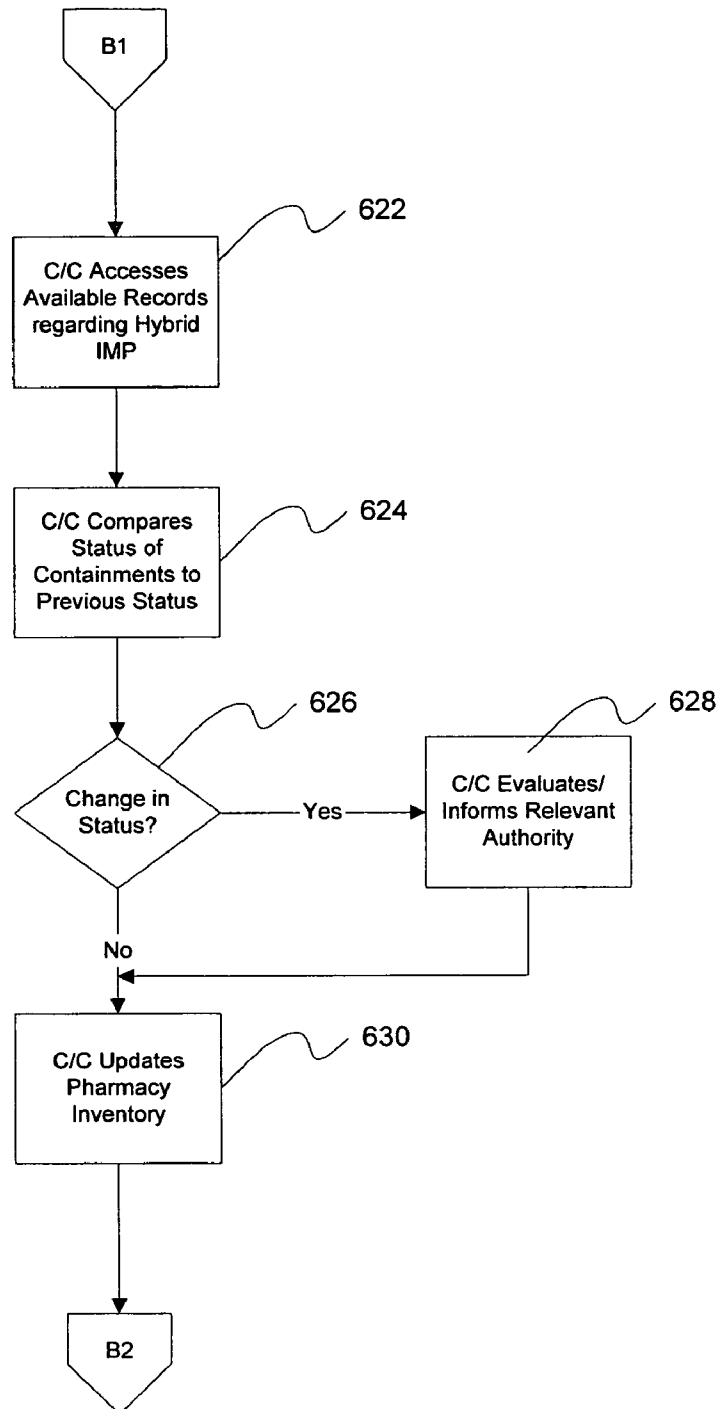 B1
622
C/C Accesses
Available Records
regarding Hybrid
IMP
624
C/C Compares
Status of
Containments to
Previous Status
626
628
Change in
Status?
Yes
C/C Evaluates/
Informs Relevant
Authority
No
630
C/C Updates
Pharmacy
Inventory
B2